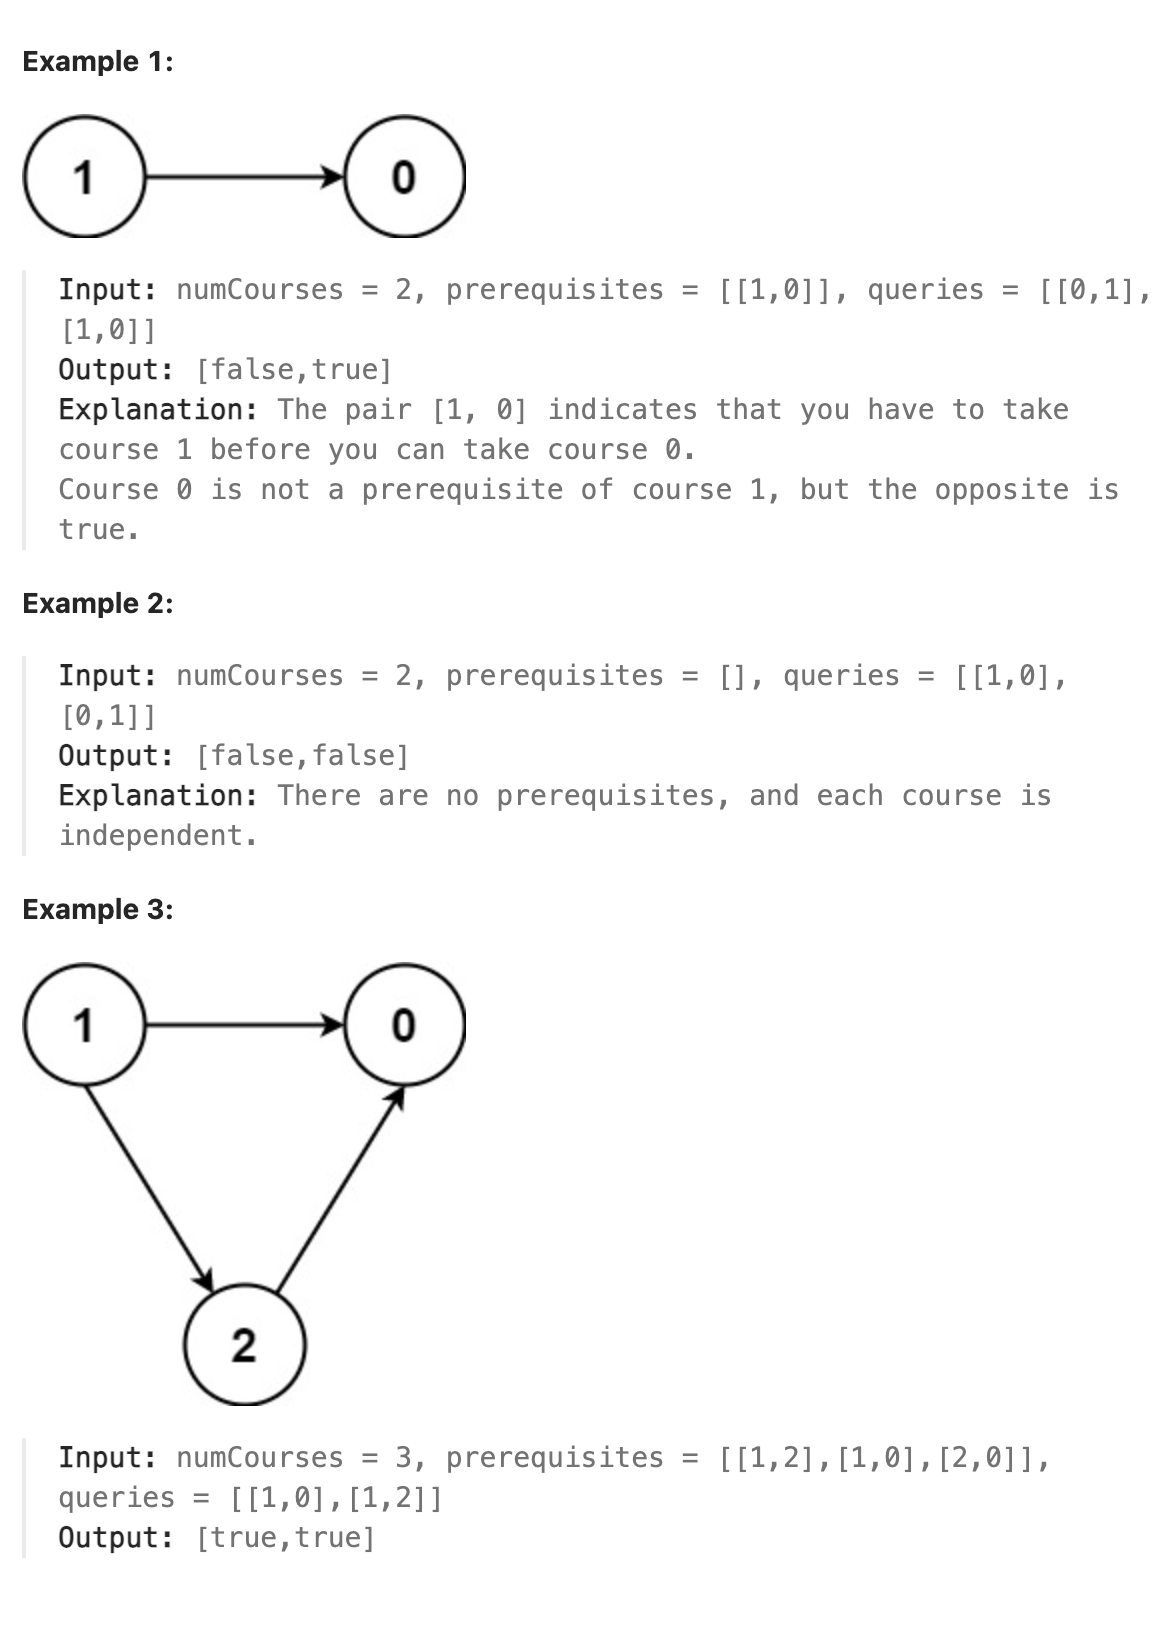 Example 1:
1
0
Input: numCourses = 2, prerequisites = [[1,0]], queries = [[0,1],
[1,0]]
Output: [false,true]
Explanation: The pair [1, 0] indicates that you have to take
course 1 before you can take course 0.
Course 0 is not a prerequisite of course 1, but the opposite is
true.
Example 2:
Input: numCourses = 2, prerequisites = [], queries = [[1,0],
[0,1]]
Output: [false,false]
Explanation: There are no prerequisites, and each course is
independent.
Example 3:
1
0
2
Input: numCourses = 3, prerequisites = [[1,2],[1,0],[2,0]],
queries = [[1,0],[1,2]]
Output: [true,true]